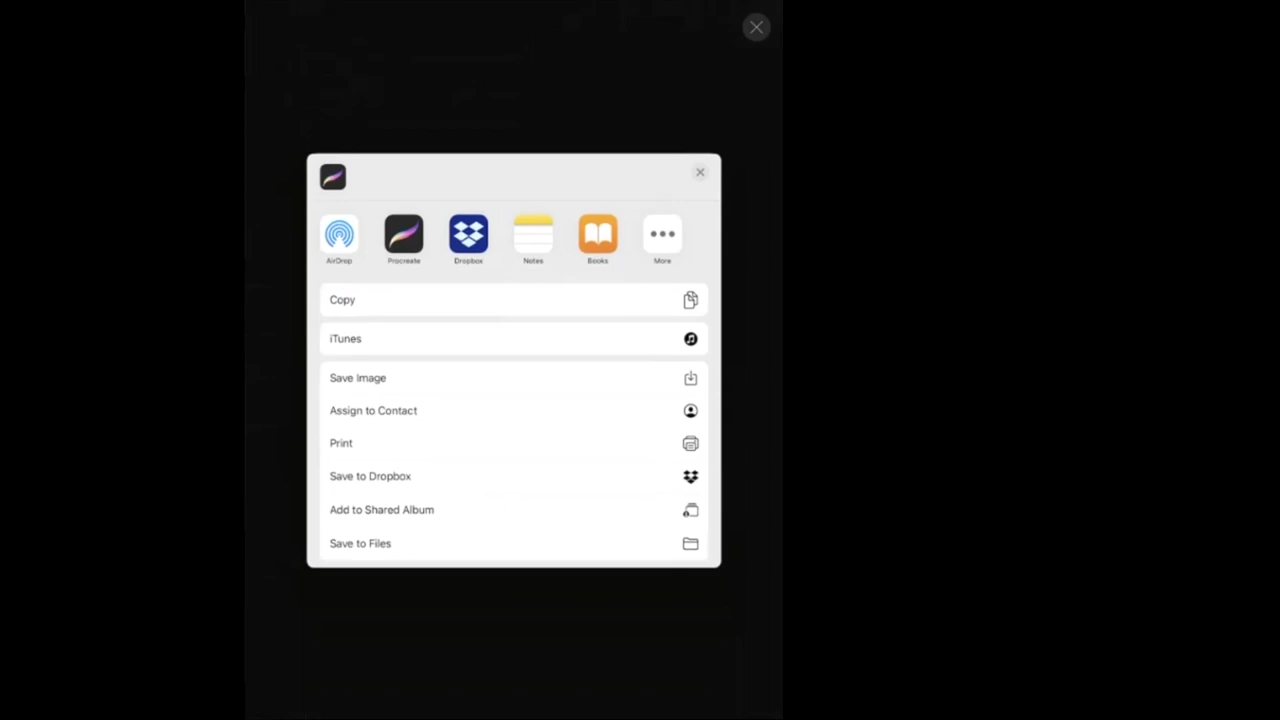 AirDrop Procreate Dropbox Notes Books More
Copy
iTunes
Save Image
Assign to Contact
Print
Save to Dropbox
Add to Shared Album
Save to Files